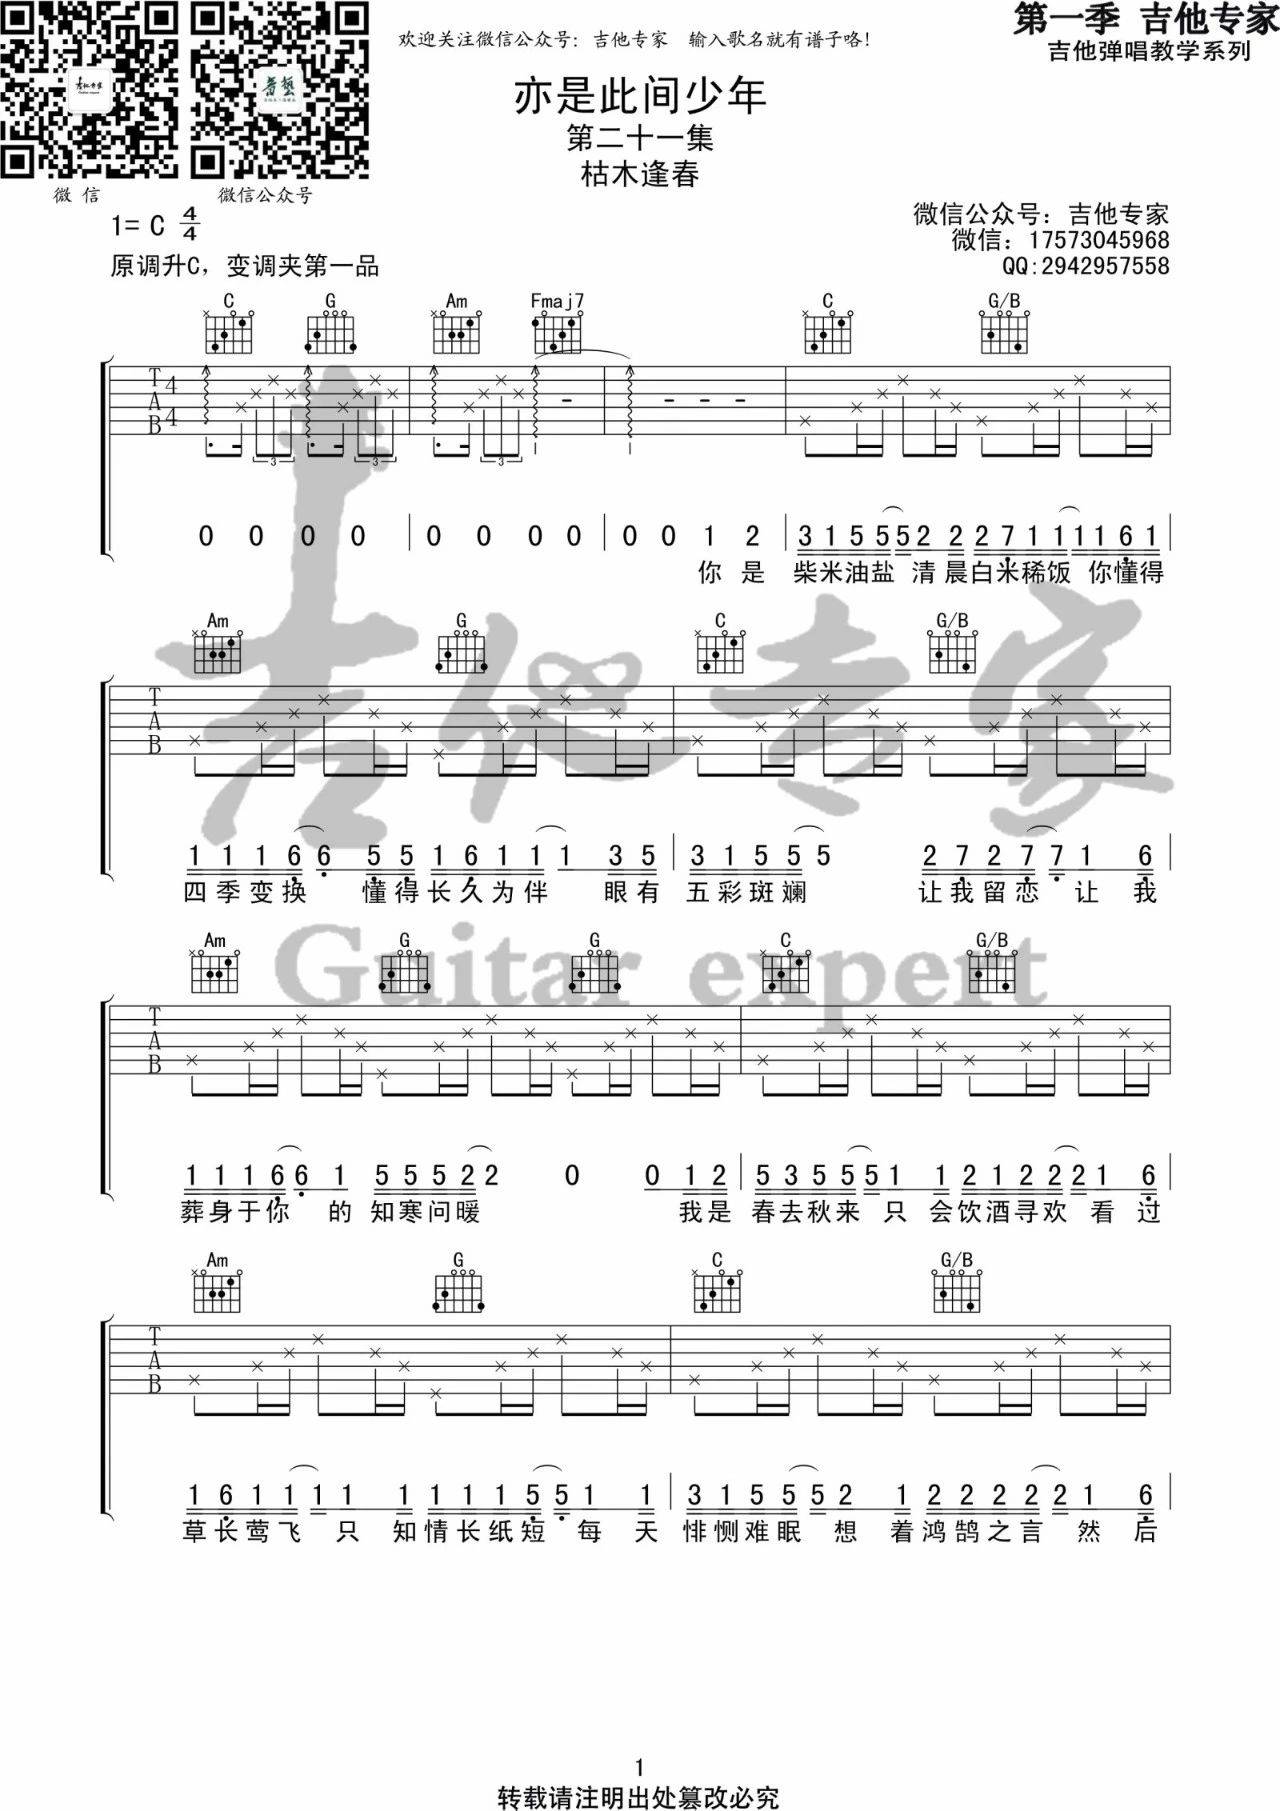 第一季 吉他专家
吉他弹唱教学系列
欢迎关注微信公众号：吉他专家 输入歌名就有谱子咯！
亦是此间少年
第二十一集
枯木逢春
微 信 微信公众号
1= C 4/4
原调升C，变调夹第一品
微信公众号：吉他专家
微信：17573045968
QQ:2942957558
C G Am Fmaj7 C G/B
T A B 4 4
3 3 3
0 0 0 0 0 0 0 0 0 0 1 2 3 1 5 5 5 2 2 2 7 1 1 1 1 6 1
你 是 柴米油盐 清 晨白米稀饭 你懂得
Am G C G/B
T A B
1 1 1 6 6 5 5 1 6 1 1 1 3 5 3 1 5 5 5 2 7 2 7 7 1 6
四季变换 懂得长久为伴 眼有 五彩斑斓 让我留恋 让 我
Am G G C G/B
T A B
1 1 1 6 6 1 5 5 5 2 2 0 0 1 2 5 3 5 5 5 1 1 2 1 2 2 2 1 6
葬身于你 的 知寒问暖 我是 春去秋来 只 会饮酒寻欢 看 过
Am G C G/B
T A B
1 6 1 1 1 1 1 1 1 1 5 5 1 1 3 1 5 5 5 2 1 2 2 2 2 2 1 6
草长莺飞 只 知情长纸短 每 天 悱恻难眠 想 着鸿鹄之言 然 后
吉他专家
Guitar expert
1
转载请注明出处篡改必究